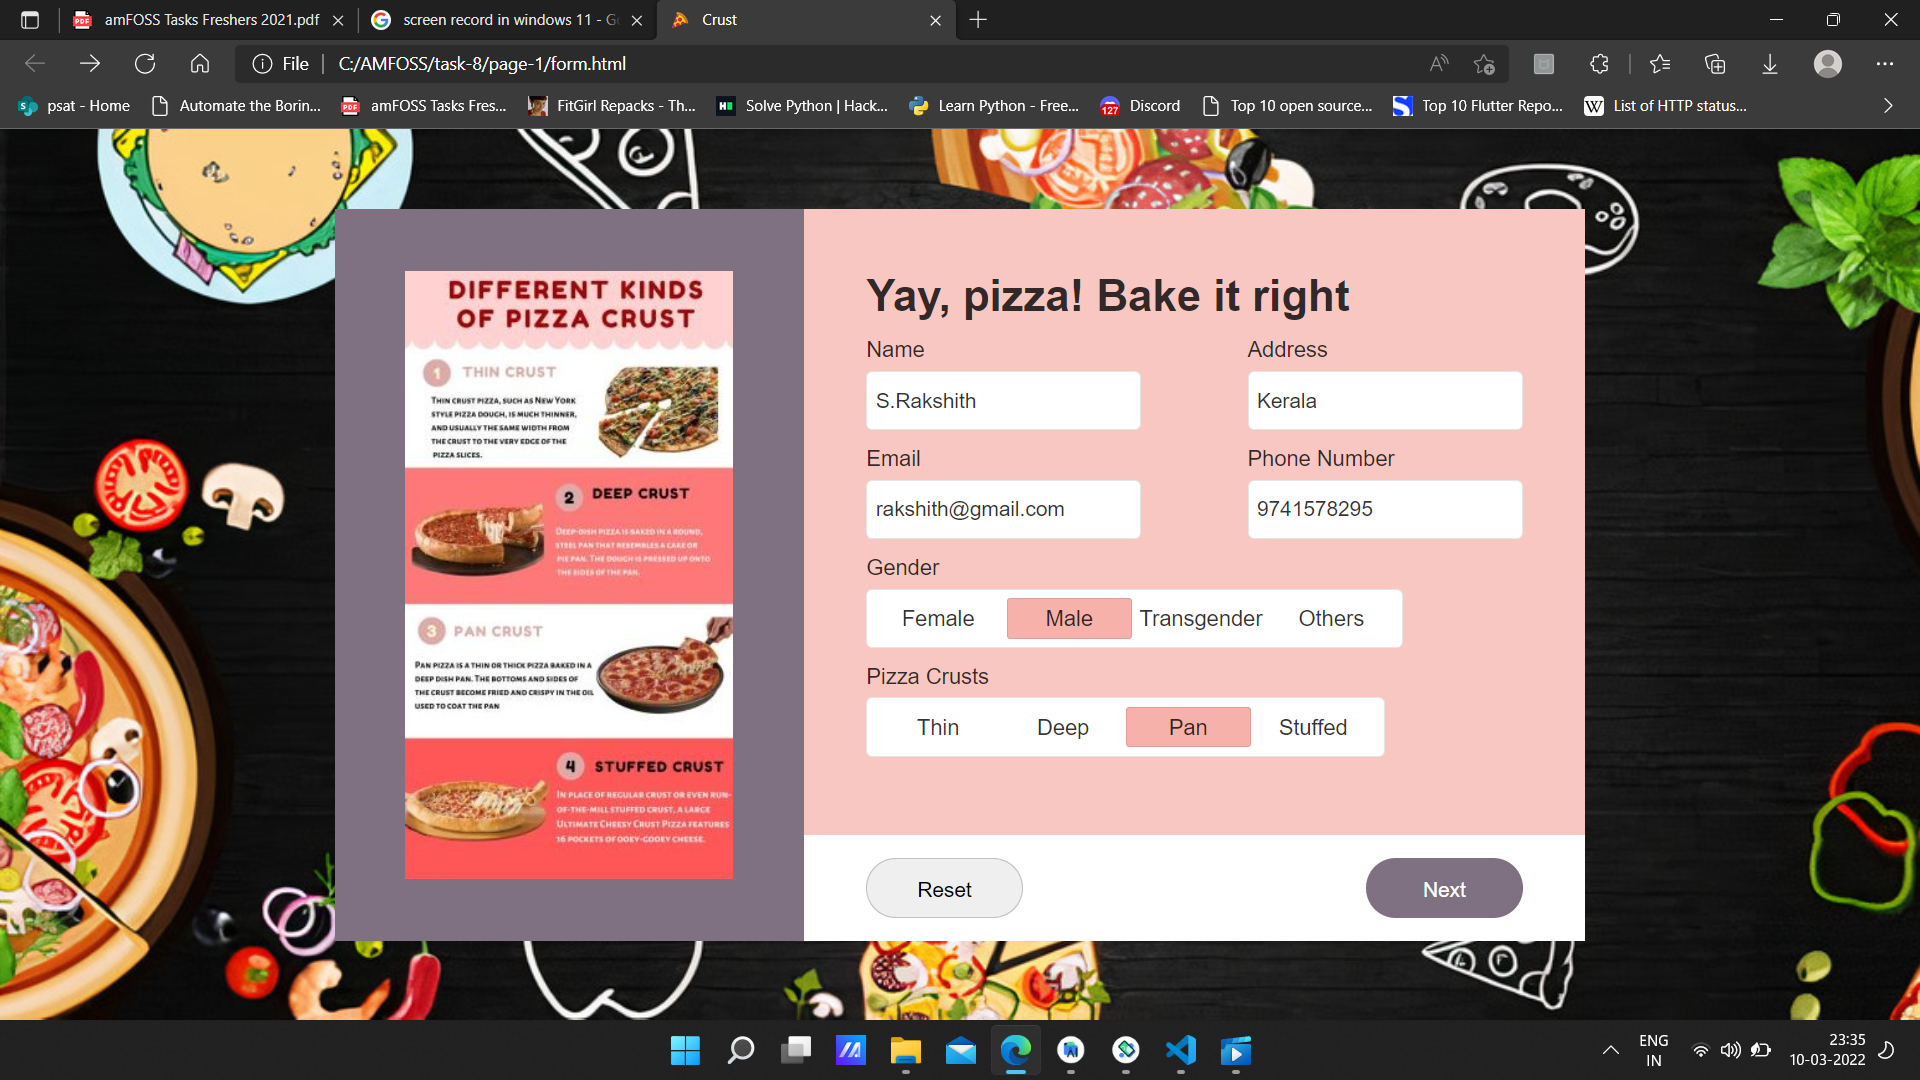 amFOSS Tasks Freshers 2021.pdf
screen record in windows 11 - Go
Crust
File
C:/AMFOSS/task-8/page-1/form.html
psat - Home
Automate the Borin...
amFOSS Tasks Fres...
FitGirl Repacks - Th...
Solve Python | Hack...
Learn Python - Free...
127
Discord
Top 10 open source...
Top 10 Flutter Repo...
W
List of HTTP status...
DIFFERENT KINDS
OF PIZZA CRUST
1 THIN CRUST
THIN CRUST PIZZA, SUCH AS NEW YORK
STYLE PIZZA DOUGH, IS MUCH THINNER,
AND USUALLY THE SAME WIDTH FROM
THE CRUST TO THE VERY EDGE OF THE
PIZZA SLICES.
2 DEEP CRUST
DEEP-DISH PIZZA IS BAKED IN A ROUND,
STEEL PAN THAT RESEMBLES A CAKE OR
PIE PAN. THE DOUGH IS PRESSED UP ONTO
THE SIDES OF THE PAN.
3 PAN CRUST
PAN PIZZA IS A THIN OR THICK PIZZA BAKED IN A
DEEP DISH PAN. THE BOTTOMS AND SIDES OF
THE CRUST BECOME FRIED AND CRISPY IN THE OIL
USED TO COAT THE PAN
4 STUFFED CRUST
IN PLACE OF REGULAR CRUST OR EVEN RUN-
OF-THE-MILL STUFFED CRUST, A LARGE
ULTIMATE CHEESY CRUST PIZZA FEATURES
16 POCKETS OF OOEY-GOOEY CHEESE.
Yay, pizza! Bake it right
Name
Address
S.Rakshith
Kerala
Email
Phone Number
rakshith@gmail.com
9741578295
Gender
Female
Male
Transgender
Others
Pizza Crusts
Thin
Deep
Pan
Stuffed
Reset
Next
ENG
IN
23:35
10-03-2022